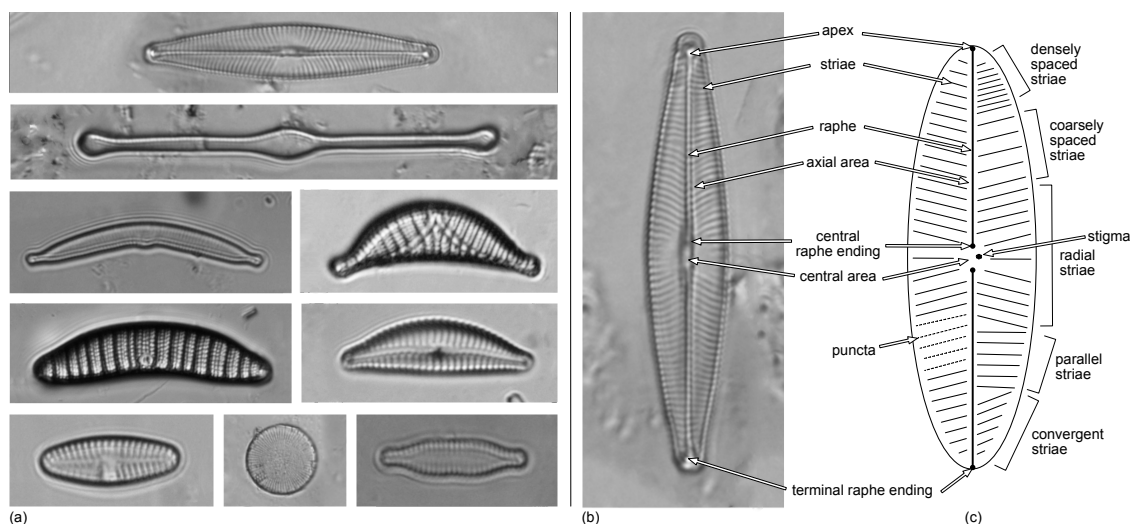 apex
striae
raphe
axial area
central
raphe ending
central area
puncta
terminal raphe ending
densely
spaced
striae
coarsely
spaced
striae
stigma
radial
striae
parallel
striae
convergent
striae
(a)
(b)
(c)